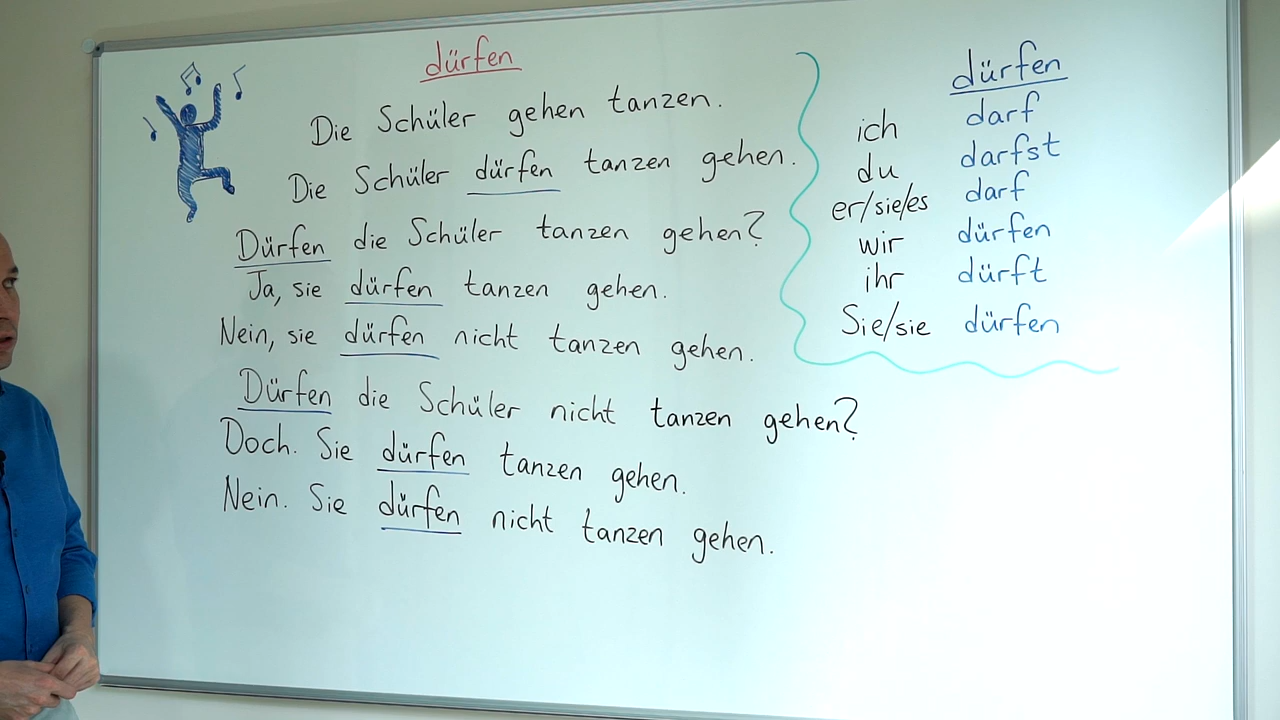 dürfen
Die Schüler gehen tanzen.
Die Schüler dürfen tanzen gehen.
Dürfen die Schüler tanzen gehen?
Ja, sie dürfen tanzen gehen.
Nein, sie dürfen nicht tanzen gehen.
Dürfen die Schüler nicht tanzen gehen?
Doch. Sie dürfen tanzen gehen.
Nein. Sie dürfen nicht tanzen gehen.
dürfen
ich darf
du darfst
er/sie/es darf
wir dürfen
ihr dürft
Sie/sie dürfen